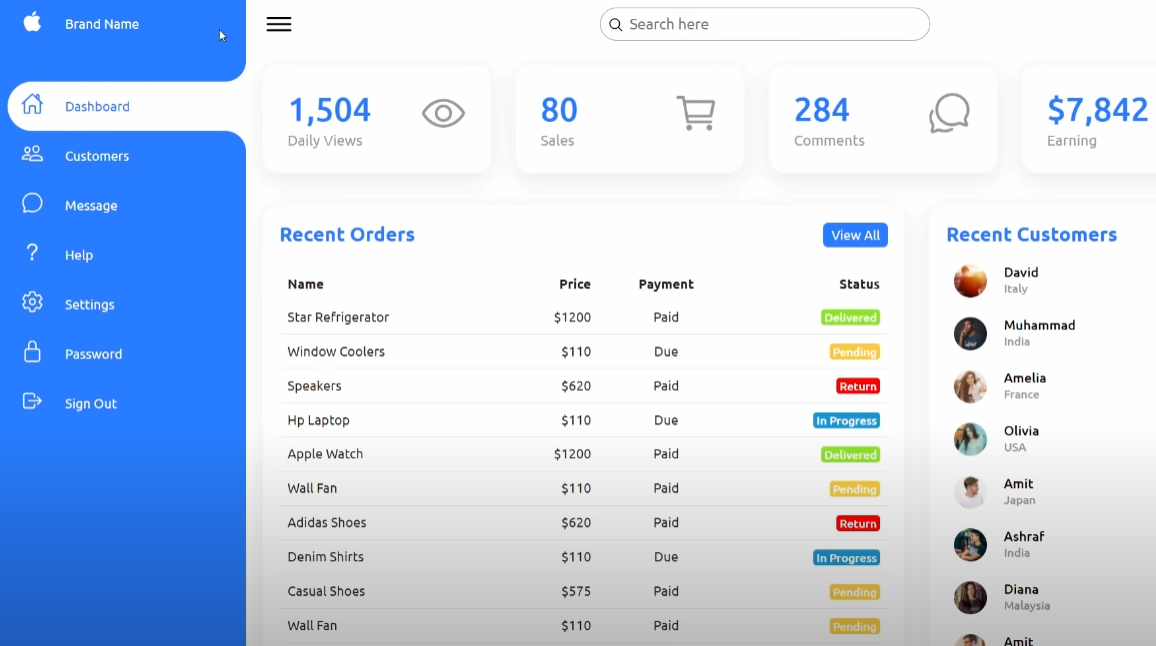 Brand Name
Dashboard
Customers
Message
Help
Settings
Password
Sign Out
Search here
1,504
Daily Views
80
Sales
284
Comments
$7,842
Earning
Recent Orders
View All
Name Price Payment Status
Star Refrigerator $1200 Paid Delivered
Window Coolers $110 Due Pending
Speakers $620 Paid Return
Hp Laptop $110 Due In Progress
Apple Watch $1200 Paid Delivered
Wall Fan $110 Paid Pending
Adidas Shoes $620 Paid Return
Denim Shirts $110 Due In Progress
Casual Shoes $575 Paid Pending
Wall Fan $110 Paid Pending
Recent Customers
David
Italy
Muhammad
India
Amelia
France
Olivia
USA
Amit
Japan
Ashraf
India
Diana
Malaysia
Amit